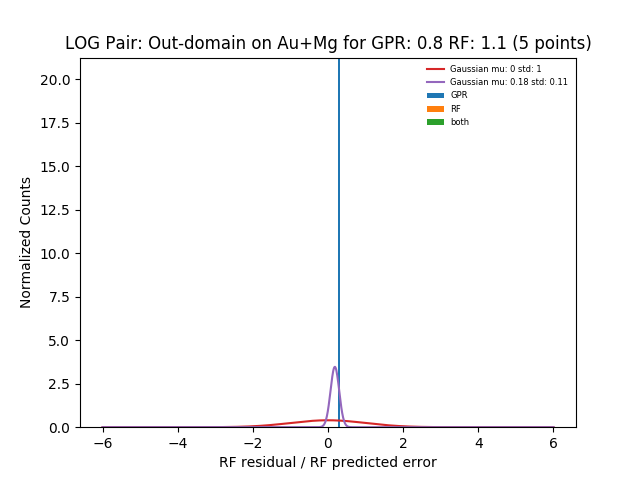 LOG Pair: Out-domain on Au+Mg for GPR: 0.8 RF: 1.1 (5 points)
Gaussian mu: 0 std: 1
Gaussian mu: 0.18 std: 0.11
GPR
RF
both
Normalized Counts
20.0
17.5
15.0
12.5
10.0
7.5
5.0
2.5
0.0
−6 −4 −2 0 2 4 6
RF residual / RF predicted error